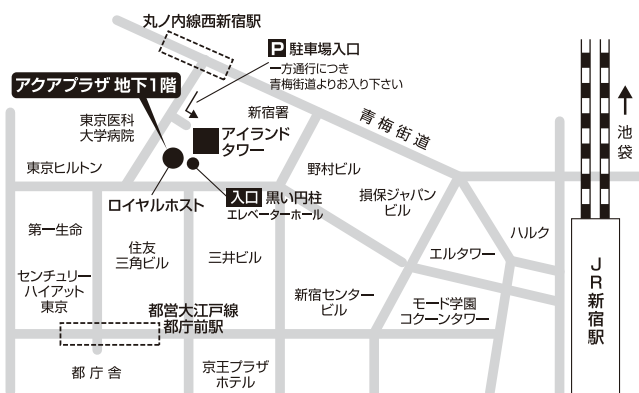 丸ノ内線西新宿駅
P 駐車場入口
一方通行につき
青梅街道よりお入り下さい
アクアプラザ 地下1階
東京医科
大学病院
新宿署
青梅街道
池袋
アイランド
タワー
東京ヒルトン
野村ビル
ロイヤルホスト
入口 黒い円柱
エレベーターホール
損保ジャパン
ビル
第一生命
住友
三角ビル
三井ビル
エルタワー
ハルク
センチュリー
ハイアット
東京
新宿センター
ビル
モード学園
コクーンタワー
JR新宿駅
都営大江戸線
都庁前駅
都庁舎
京王プラザ
ホテル